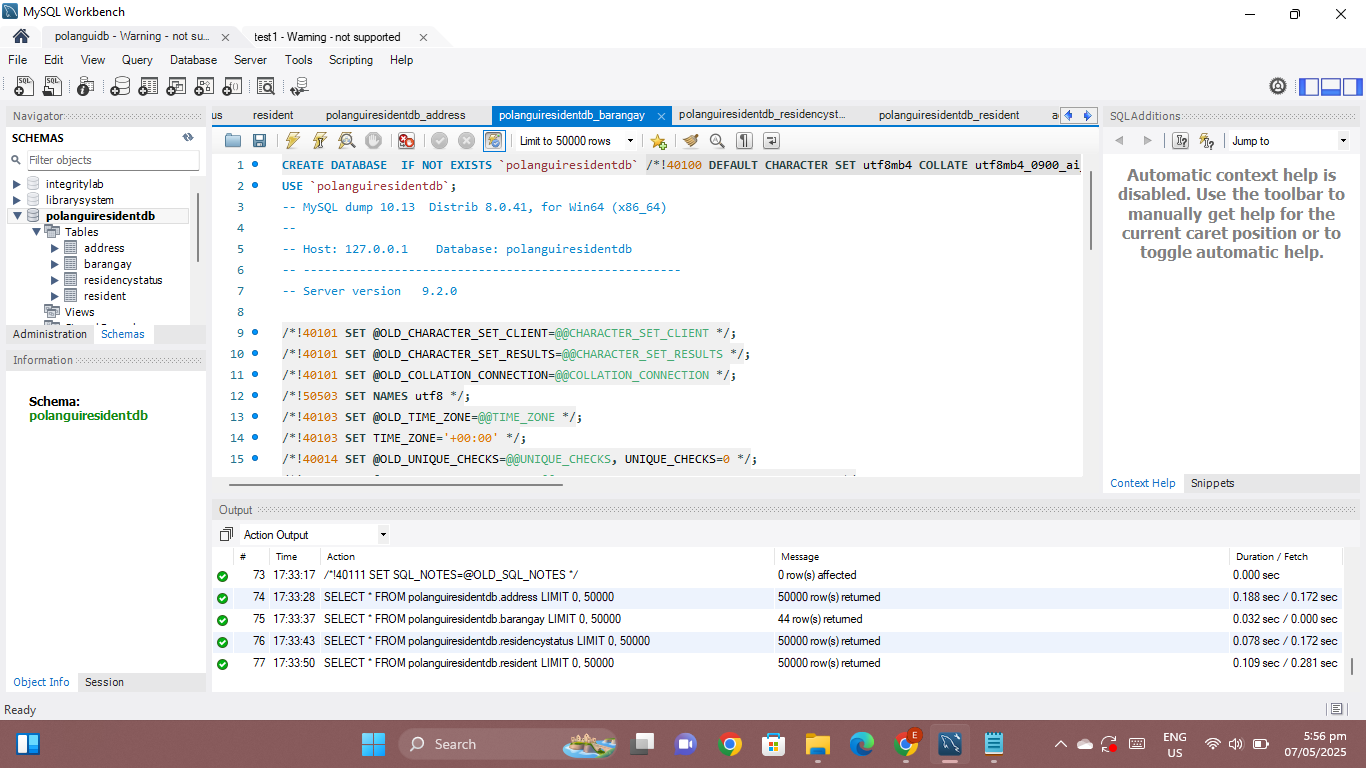 MySQL Workbench
polanguidb - Warning - not su...
test1 - Warning - not supported
File Edit View Query Database Server Tools Scripting Help
Navigator
SCHEMAS
Filter objects
integritylab
librarysystem
polanguiresidentdb
Tables
address
barangay
residencystatus
resident
Views
Administration Schemas
Information
Schema:
polanguiresidentdb
Object Info Session
us resident polanguiresidentdb_address polanguiresidentdb_barangay polanguiresidentdb_residencyst... polanguiresidentdb_resident
Limit to 50000 rows
1 CREATE DATABASE  IF NOT EXISTS `polanguiresidentdb` /*!40100 DEFAULT CHARACTER SET utf8mb4 COLLATE utf8mb4_0900_ai_
2 USE `polanguiresidentdb`;
3 -- MySQL dump 10.13  Distrib 8.0.41, for Win64 (x86_64)
4 --
5 -- Host: 127.0.0.1    Database: polanguiresidentdb
6 -- ------------------------------------------------------
7 -- Server version   9.2.0
8
9 /*!40101 SET @OLD_CHARACTER_SET_CLIENT=@@CHARACTER_SET_CLIENT */;
10 /*!40101 SET @OLD_CHARACTER_SET_RESULTS=@@CHARACTER_SET_RESULTS */;
11 /*!40101 SET @OLD_COLLATION_CONNECTION=@@COLLATION_CONNECTION */;
12 /*!50503 SET NAMES utf8 */;
13 /*!40103 SET @OLD_TIME_ZONE=@@TIME_ZONE */;
14 /*!40103 SET TIME_ZONE='+00:00' */;
15 /*!40014 SET @OLD_UNIQUE_CHECKS=@@UNIQUE_CHECKS, UNIQUE_CHECKS=0 */;
SQLAdditions
Jump to
Automatic context help is
disabled. Use the toolbar to
manually get help for the
current caret position or to
toggle automatic help.
Context Help Snippets
Output
Action Output
# Time Action Message Duration / Fetch
73 17:33:17 /*!40111 SET SQL_NOTES=@OLD_SQL_NOTES */ 0 row(s) affected 0.000 sec
74 17:33:28 SELECT * FROM polanguiresidentdb.address LIMIT 0, 50000 50000 row(s) returned 0.188 sec / 0.172 sec
75 17:33:37 SELECT * FROM polanguiresidentdb.barangay LIMIT 0, 50000 44 row(s) returned 0.032 sec / 0.000 sec
76 17:33:43 SELECT * FROM polanguiresidentdb.residencystatus LIMIT 0, 50000 50000 row(s) returned 0.078 sec / 0.172 sec
77 17:33:50 SELECT * FROM polanguiresidentdb.resident LIMIT 0, 50000 50000 row(s) returned 0.109 sec / 0.281 sec
Ready
Search
E
ENG
US
5:56 pm
07/05/2025